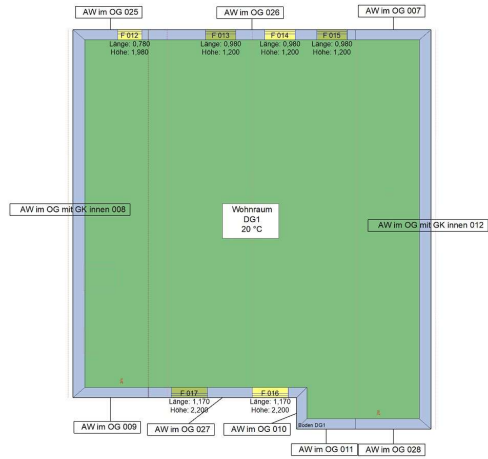 AW im OG 025
AW im OG 026
AW im OG 007
F 012
F 013
F 014
F 015
Länge: 0,780
Höhe: 1,980
Länge: 0,980
Höhe: 1,200
Länge: 0,980
Höhe: 1,200
Länge: 0,980
Höhe: 1,200
AW im OG mit GK innen 008
Wohnraum
DG1
20 °C
AW im OG mit GK innen 012
F 017
F 016
Länge: 1,170
Höhe: 2,200
Länge: 1,170
Höhe: 2,200
AW im OG 009
AW im OG 027
AW im OG 010
Boden DG1
AW im OG 011
AW im OG 028